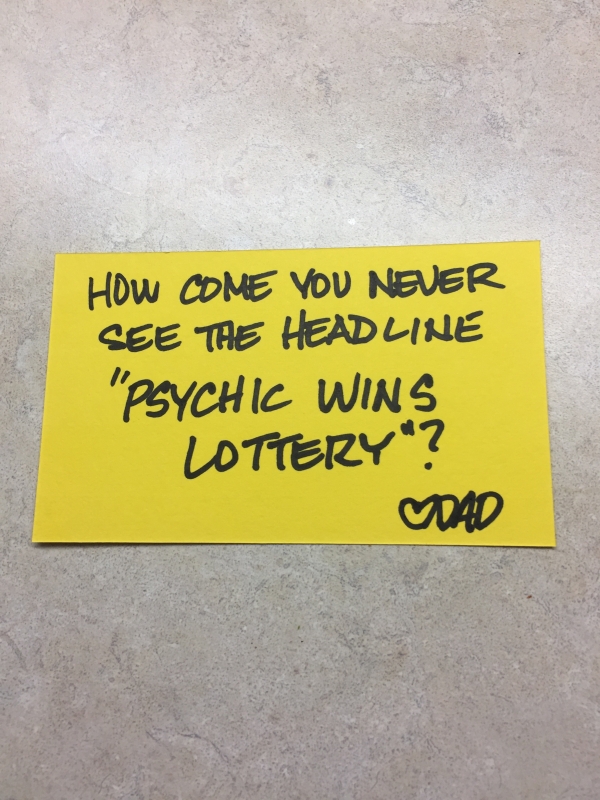 HOW COME YOU NEVER
SEE THE HEADLINE
"PSYCHIC WINS
LOTTERY"?
♡DAD